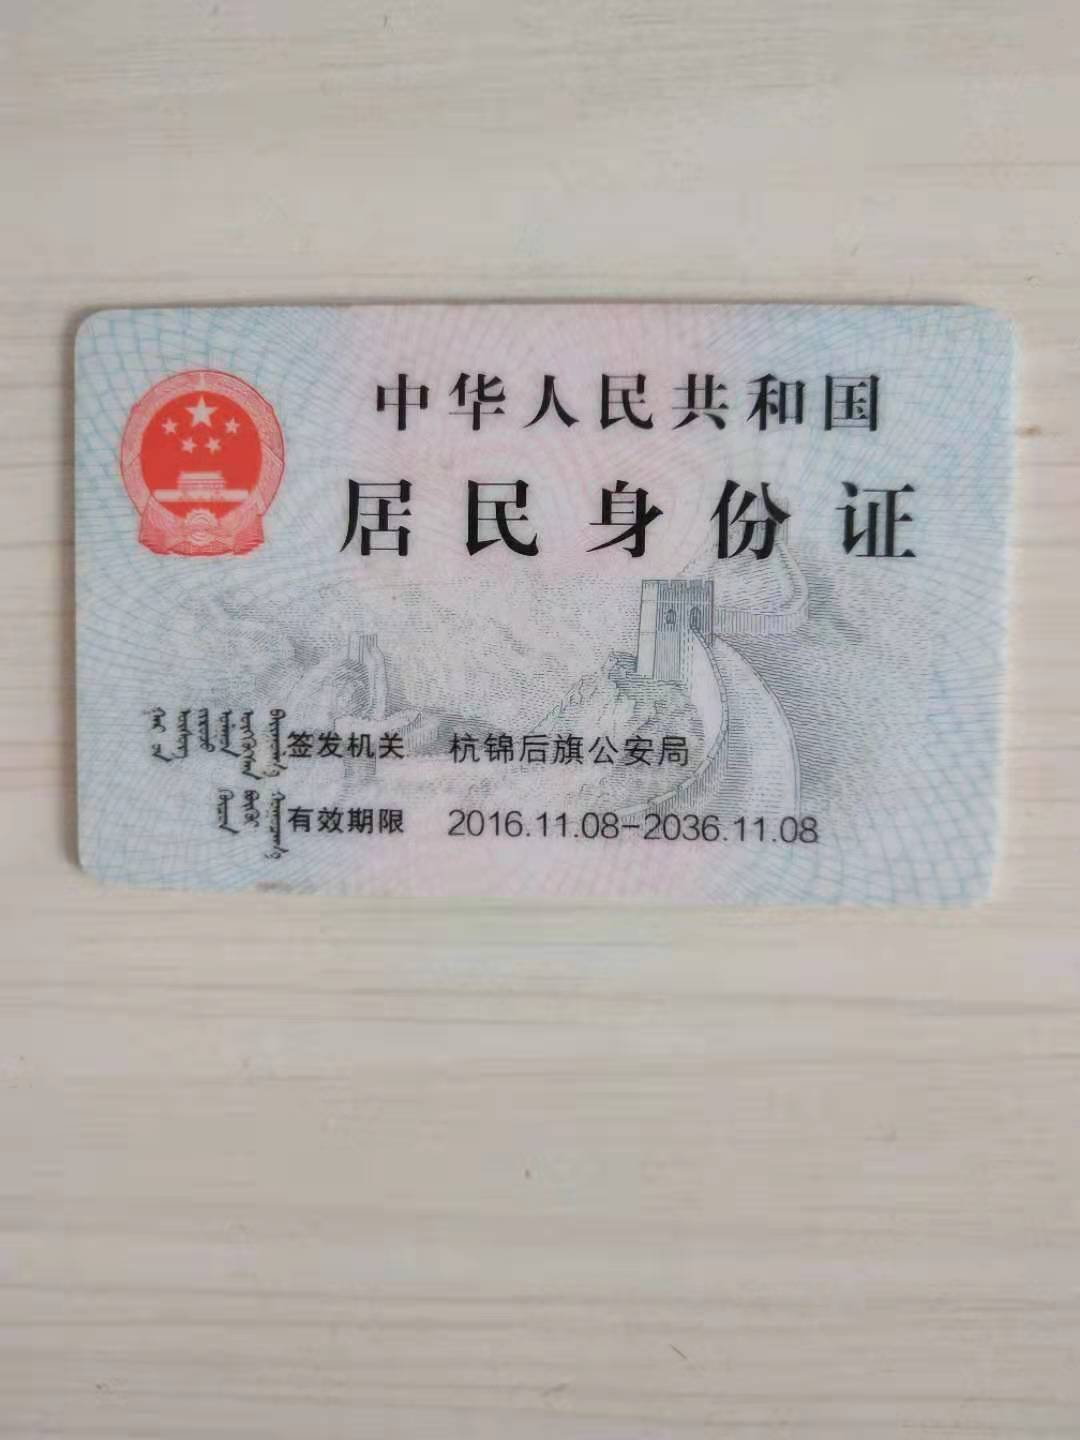 中华人民共和国
居民身份证
签发机关 杭锦后旗公安局
有效期限 2016.11.08-2036.11.08